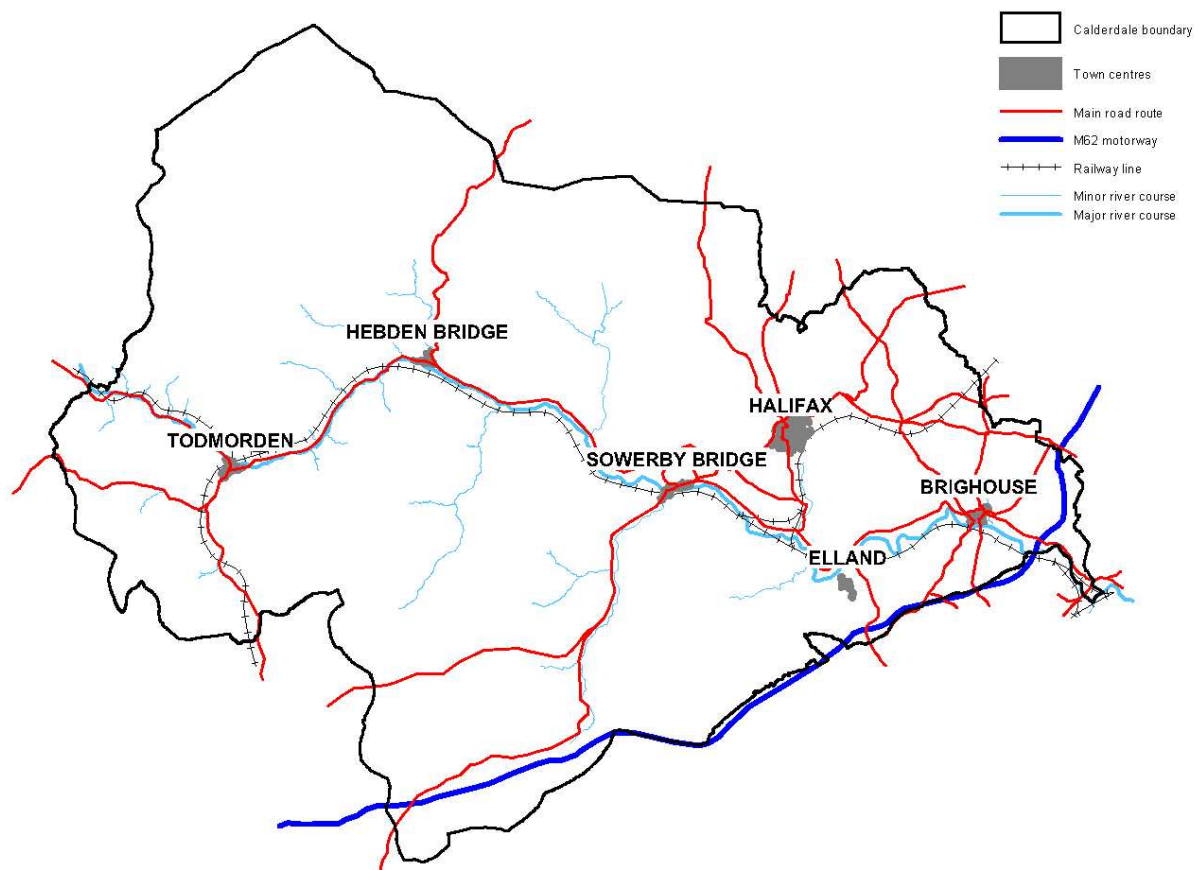 Calderdale boundary
Town centres
Main road route
M62 motorway
Railway line
Minor river course
Major river course
HEBDEN BRIDGE
HALIFAX
TODMORDEN
SOWERBY BRIDGE
BRIGHOUSE
ELLAND